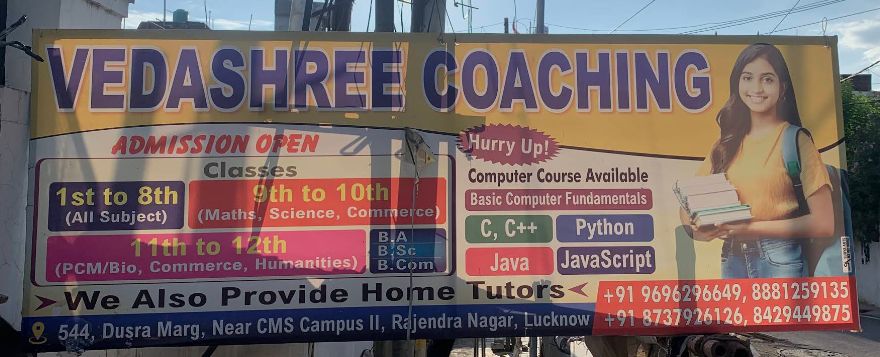 VEDASHREE COACHING
ADMISSION OPEN
Classes
1st to 8th
(All Subject)
9th to 10th
(Maths, Science, Commerce)
11th to 12th
(PCM/Bio, Commerce, Humanities)
B.A
B.Sc
B.Com
Hurry Up!
Computer Course Available
Basic Computer Fundamentals
C, C++
Python
Java
JavaScript
We Also Provide Home Tutors
544, Dusra Marg, Near CMS Campus II, Rajendra Nagar, Lucknow
+91 9696296649, 8881259135
+91 8737926126, 8429449875